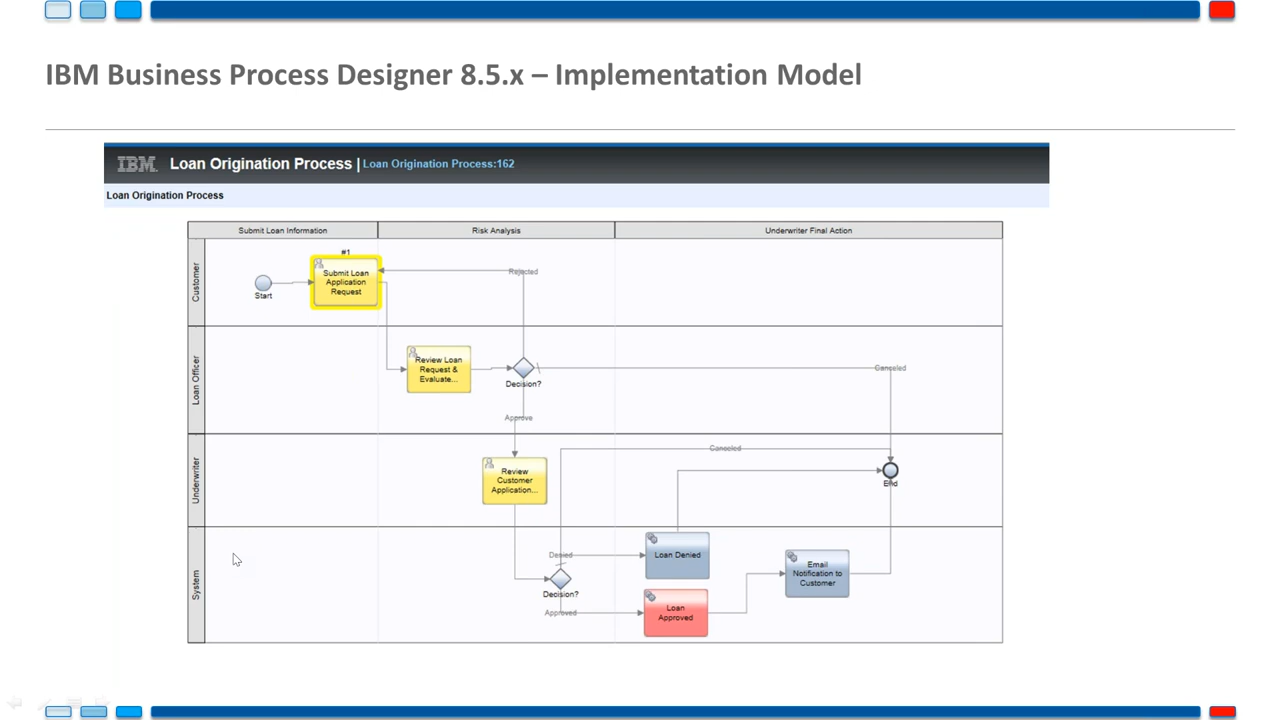 IBM Business Process Designer 8.5.x – Implementation Model
IBM Loan Origination Process | Loan Origination Process:162
Loan Origination Process
Submit Loan Information
Risk Analysis
Underwriter Final Action
Customer
#1
Submit Loan
Application
Request
Start
Rejected
Loan Officer
Review Loan
Request &
Evaluate...
Decision?
Canceled
Approve
Underwriter
Review
Customer
Application...
Canceled
End
System
Denied
Decision?
Approved
Loan Denied
Loan
Approved
Email
Notification to
Customer